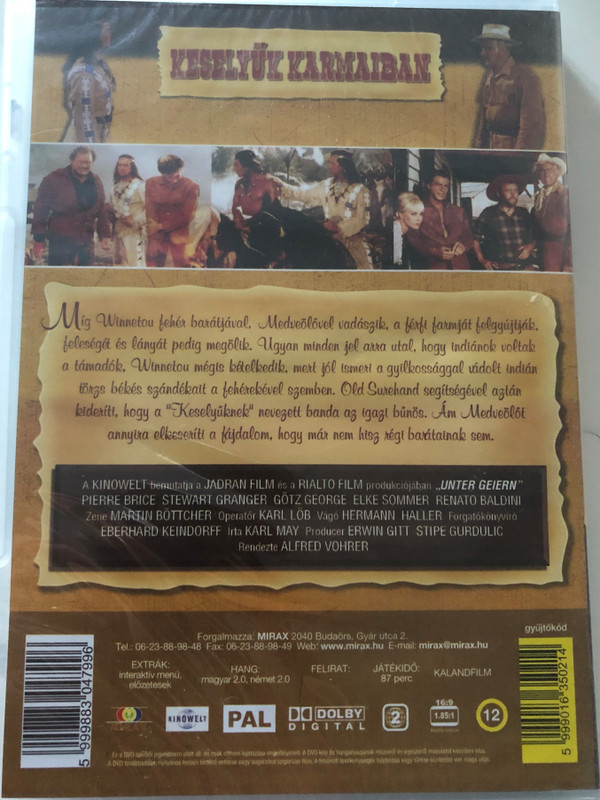 KESELYŰK KARMAIBAN
Míg Winnetou fehér barátjával, Medveölővel vadászik, a férfi farmját felgyújtják,
feleségét és lányát pedig megölik. Ugyan minden jel arra utal, hogy indiánok voltak
a támadók, Winnetou mégis kételkedik, mert jól ismeri a gyilkossággal vádolt indián
törzs békés szándékait a fehérekével szemben. Old Surehand segítségével aztán
kideríti, hogy a "Keselyűknek" nevezett banda az igazi bűnös. Ám Medveölőt
annyira elkeseríti a fájdalom, hogy már nem hisz régi barátainak sem.
A KINOWELT bemutatja a JADRAN FILM és a RIALTO FILM produkciójában „UNTER GEIERN"
PIERRE BRICE STEWART GRANGER GÖTZ GEORGE ELKE SOMMER RENATO BALDINI
Zene MARTIN BÖTTCHER Operatőr KARL LÖB Vágó HERMANN HALLER Forgatókönyvíró
EBERHARD KEINDORFF Írta KARL MAY Producer ERWIN GITT STIPE GURDULIC
Rendezte ALFRED VOHRER
gyűjtőkód
Forgalmazza: MIRAX 2040 Budaörs, Gyár utca 2.
Tel.: 06-23-88-98-48 Fax: 06-23-88-98-49 Web: www.mirax.hu E-mail: mirax@mirax.hu
EXTRÁK: interaktív menü, előzetesek
HANG: magyar 2.0, német 2.0
FELIRAT: -
JÁTÉKIDŐ: 87 perc
KALANDFILM
5 999883 047996
KINOWELT
PAL
DOLBY DIGITAL
2
16:9
1.85:1
12
5 999016 350214